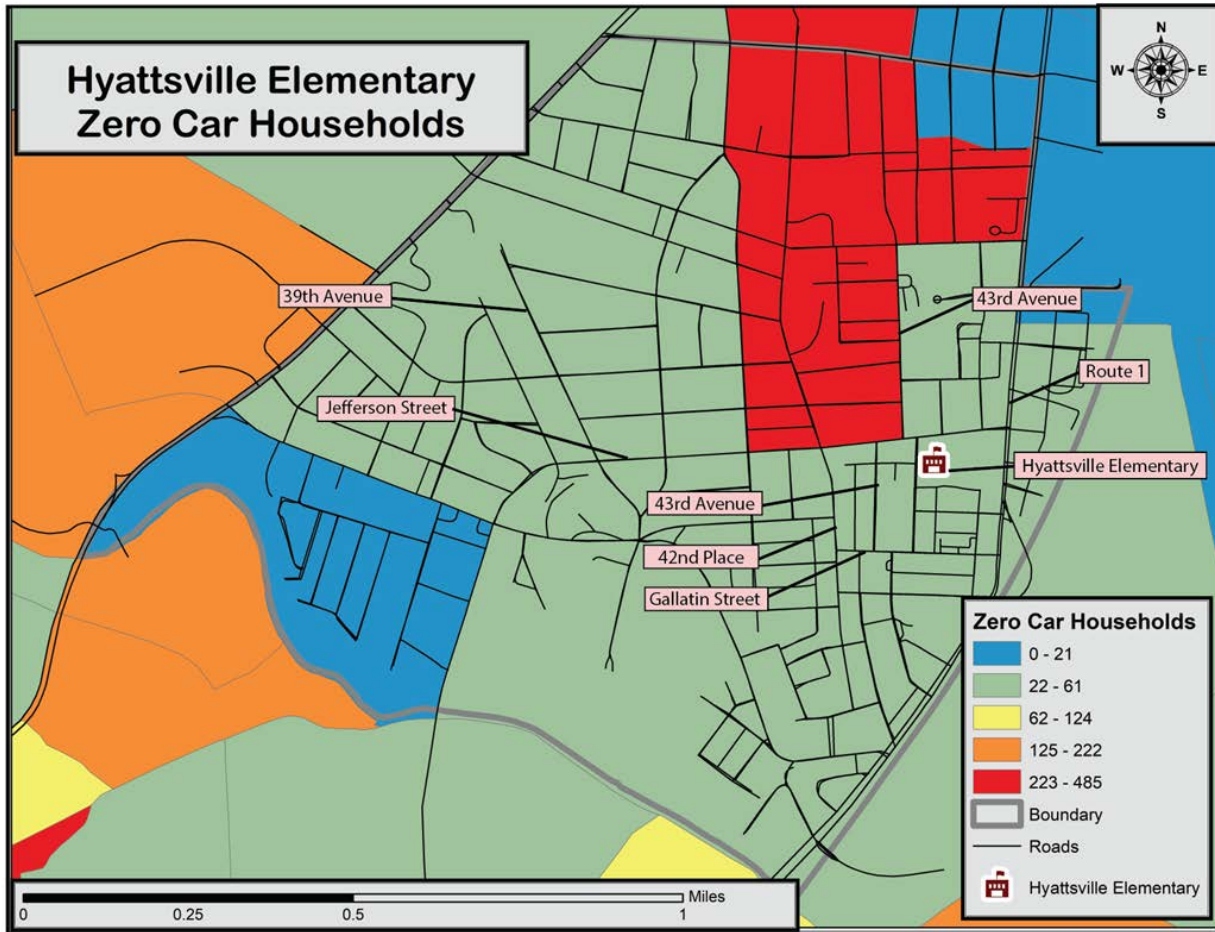 Hyattsville Elementary
Zero Car Households
N
W
E
S
39th Avenue
43rd Avenue
Route 1
Jefferson Street
Hyattsville Elementary
43rd Avenue
42nd Place
Gallatin Street
Zero Car Households
0 - 21
22 - 61
62 - 124
125 - 222
223 - 485
Boundary
Roads
Hyattsville Elementary
Miles
0
0.25
0.5
1